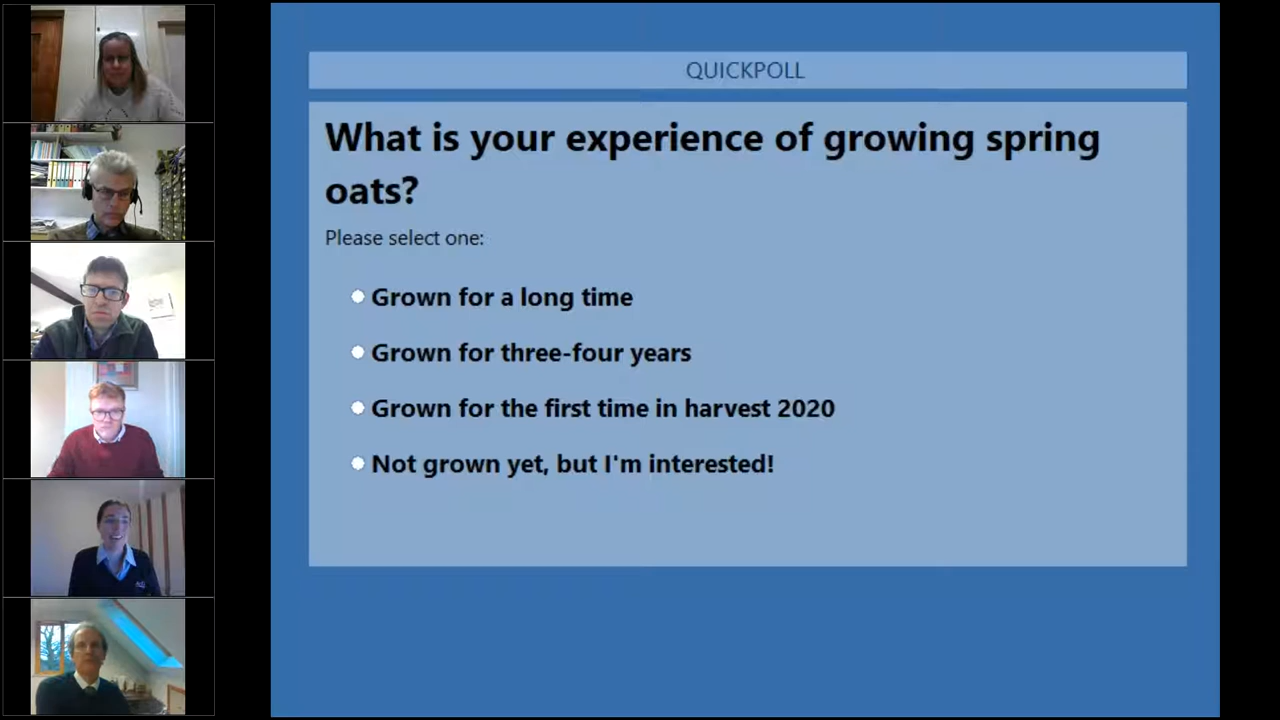 QUICKPOLL
What is your experience of growing spring
oats?
Please select one:
Grown for a long time
Grown for three-four years
Grown for the first time in harvest 2020
Not grown yet, but I'm interested!